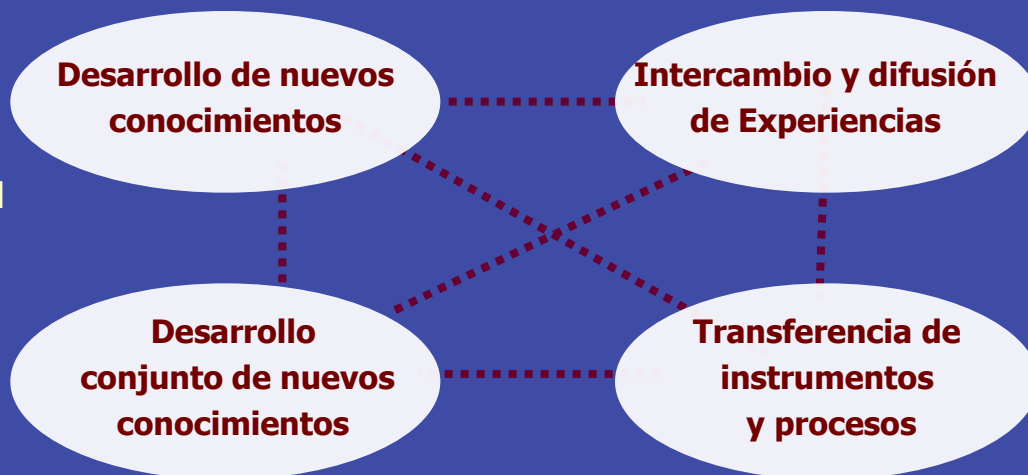 Desarrollo de nuevos
conocimientos
Intercambio y difusión
de Experiencias
Desarrollo
conjunto de nuevos
conocimientos
Transferencia de
instrumentos
y procesos